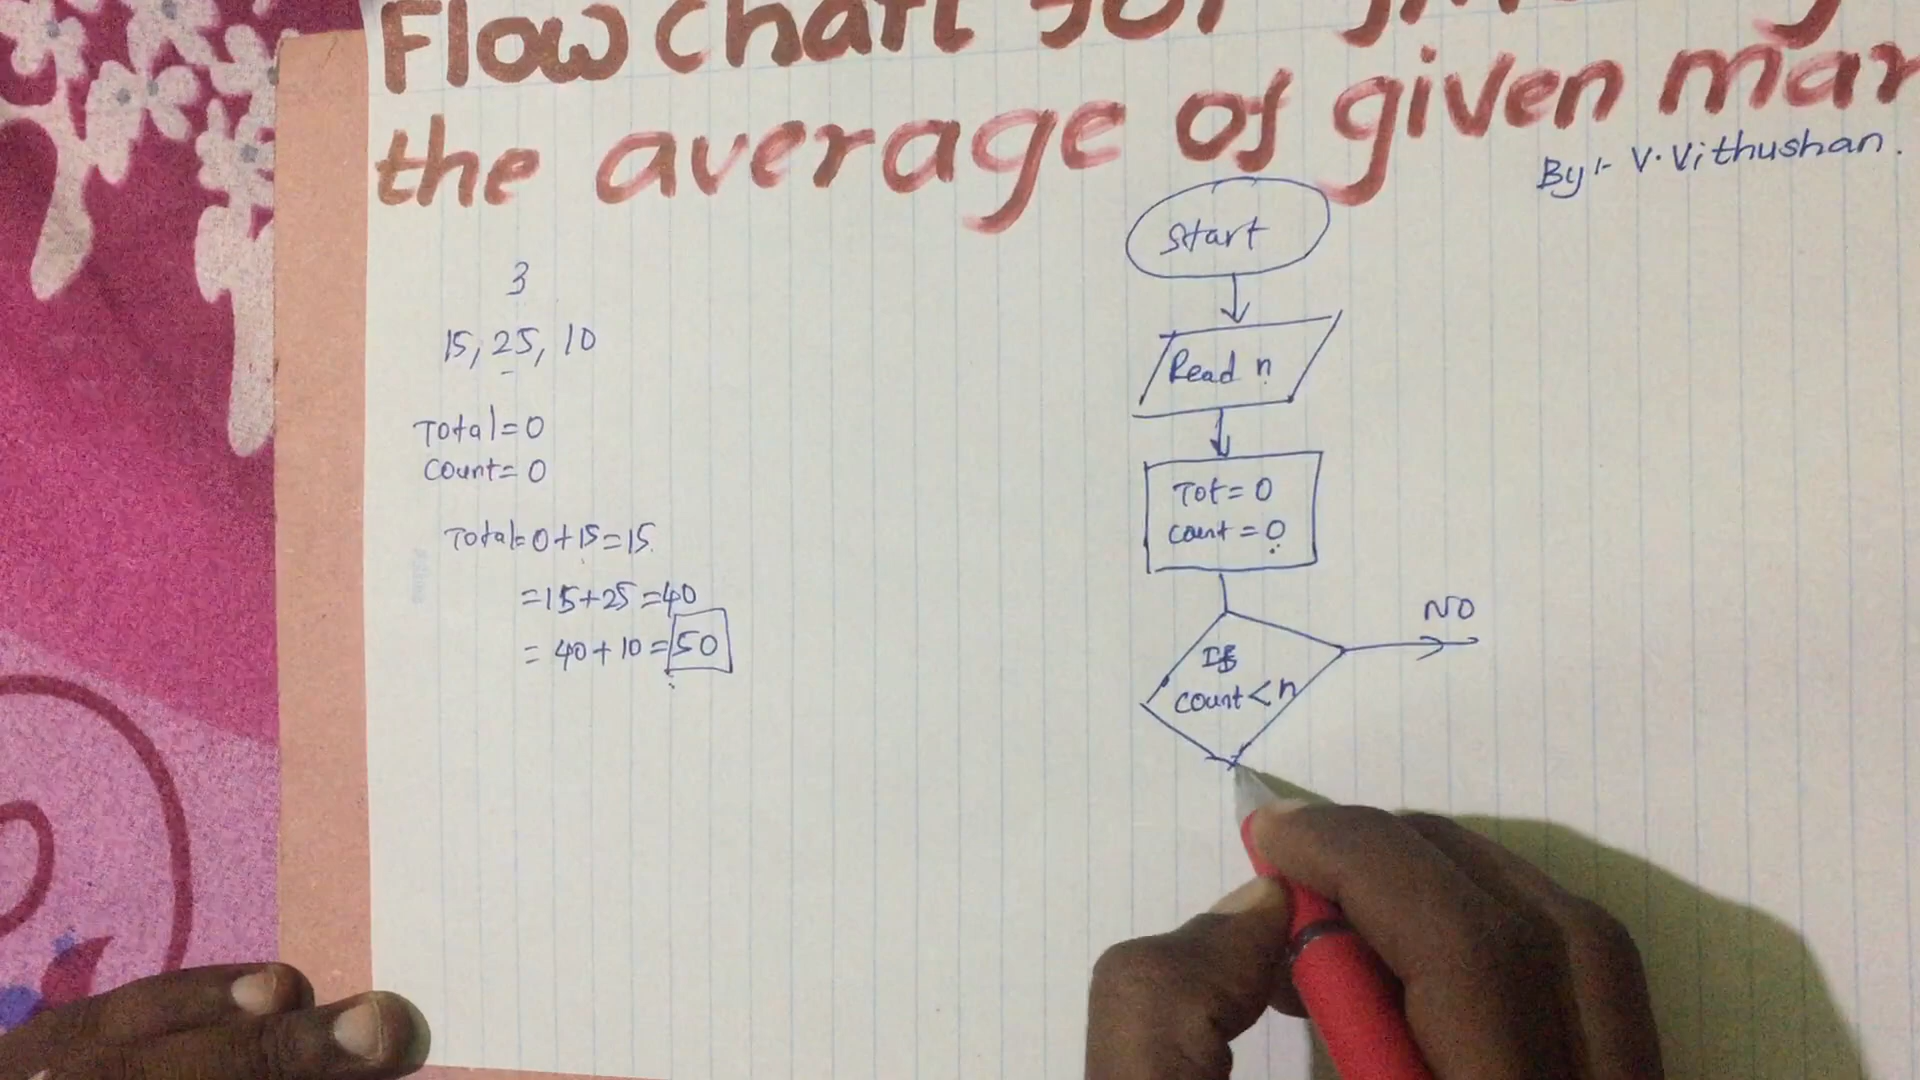 Flow chart for
the average of given
By:- V. Vithushan.
3
15, 25, 10
Total=0
count=0
Total=0+15=15
=15+25=40
=40+10=50
Start
Read n
Tot=0
count=0
If
count<n
NO